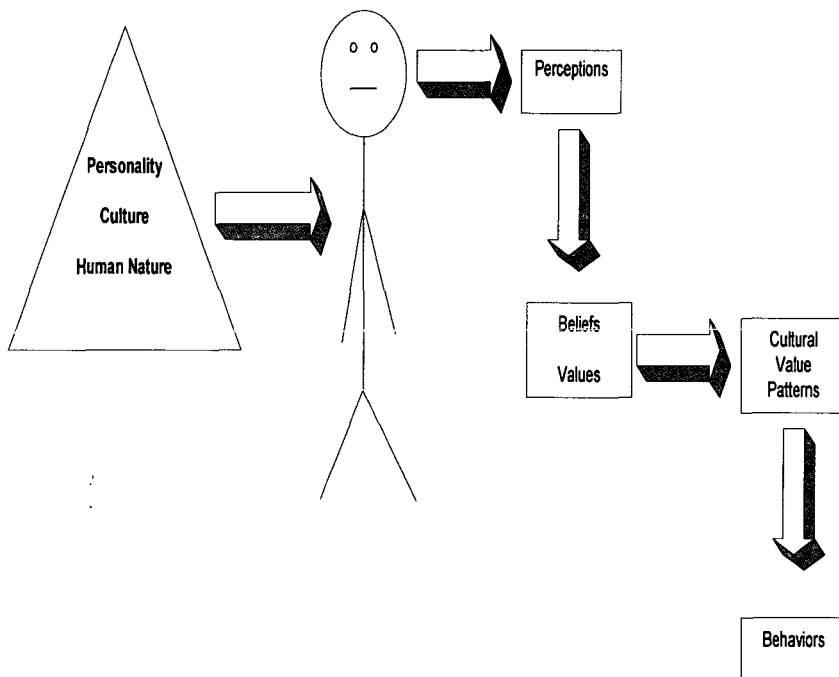 Personality
Culture
Human Nature
Perceptions
Beliefs
Values
Cultural
Value
Patterns
Behaviors